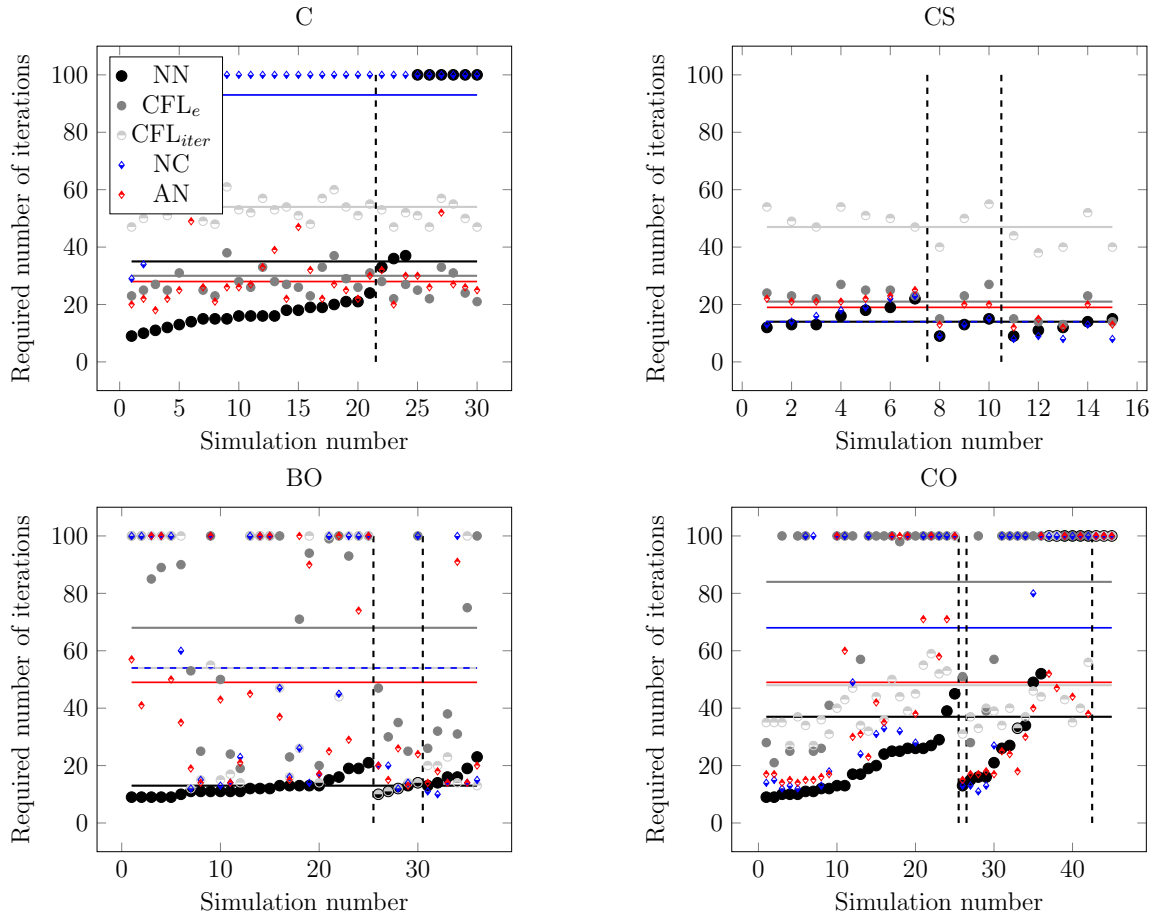 C
Required number of iterations
100
80
60
40
20
0
NN
CFLe
CFLiter
NC
AN
0 5 10 15 20 25 30
Simulation number
CS
Required number of iterations
100
80
60
40
20
0
0 2 4 6 8 10 12 14 16
Simulation number
BO
Required number of iterations
100
80
60
40
20
0
0 10 20 30
Simulation number
CO
Required number of iterations
100
80
60
40
20
0
0 10 20 30 40
Simulation number